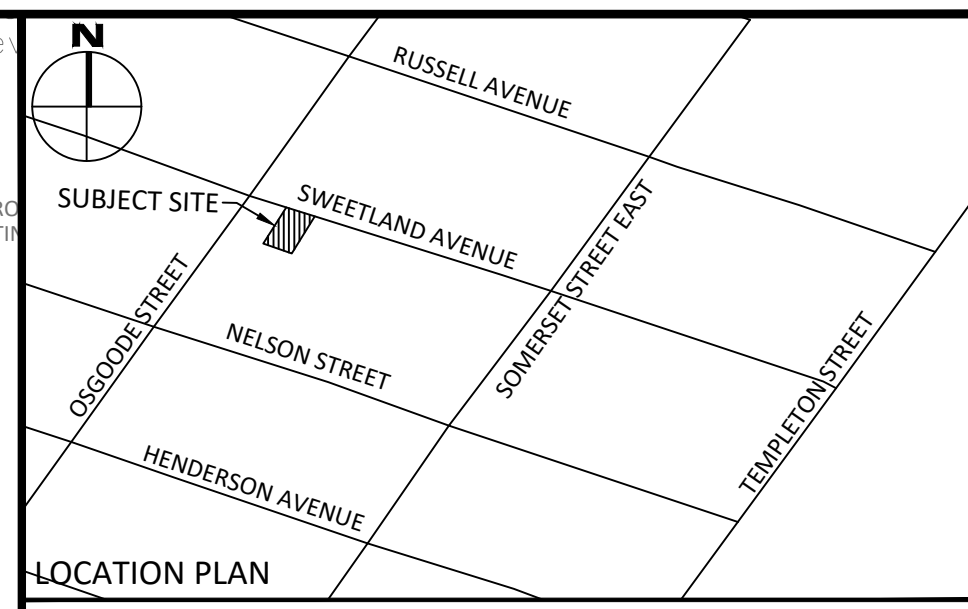 N
RUSSELL AVENUE
SUBJECT SITE
SWEETLAND AVENUE
SOMERSET STREET EAST
OSGOODE STREET
NELSON STREET
TEMPLETON STREET
HENDERSON AVENUE
LOCATION PLAN